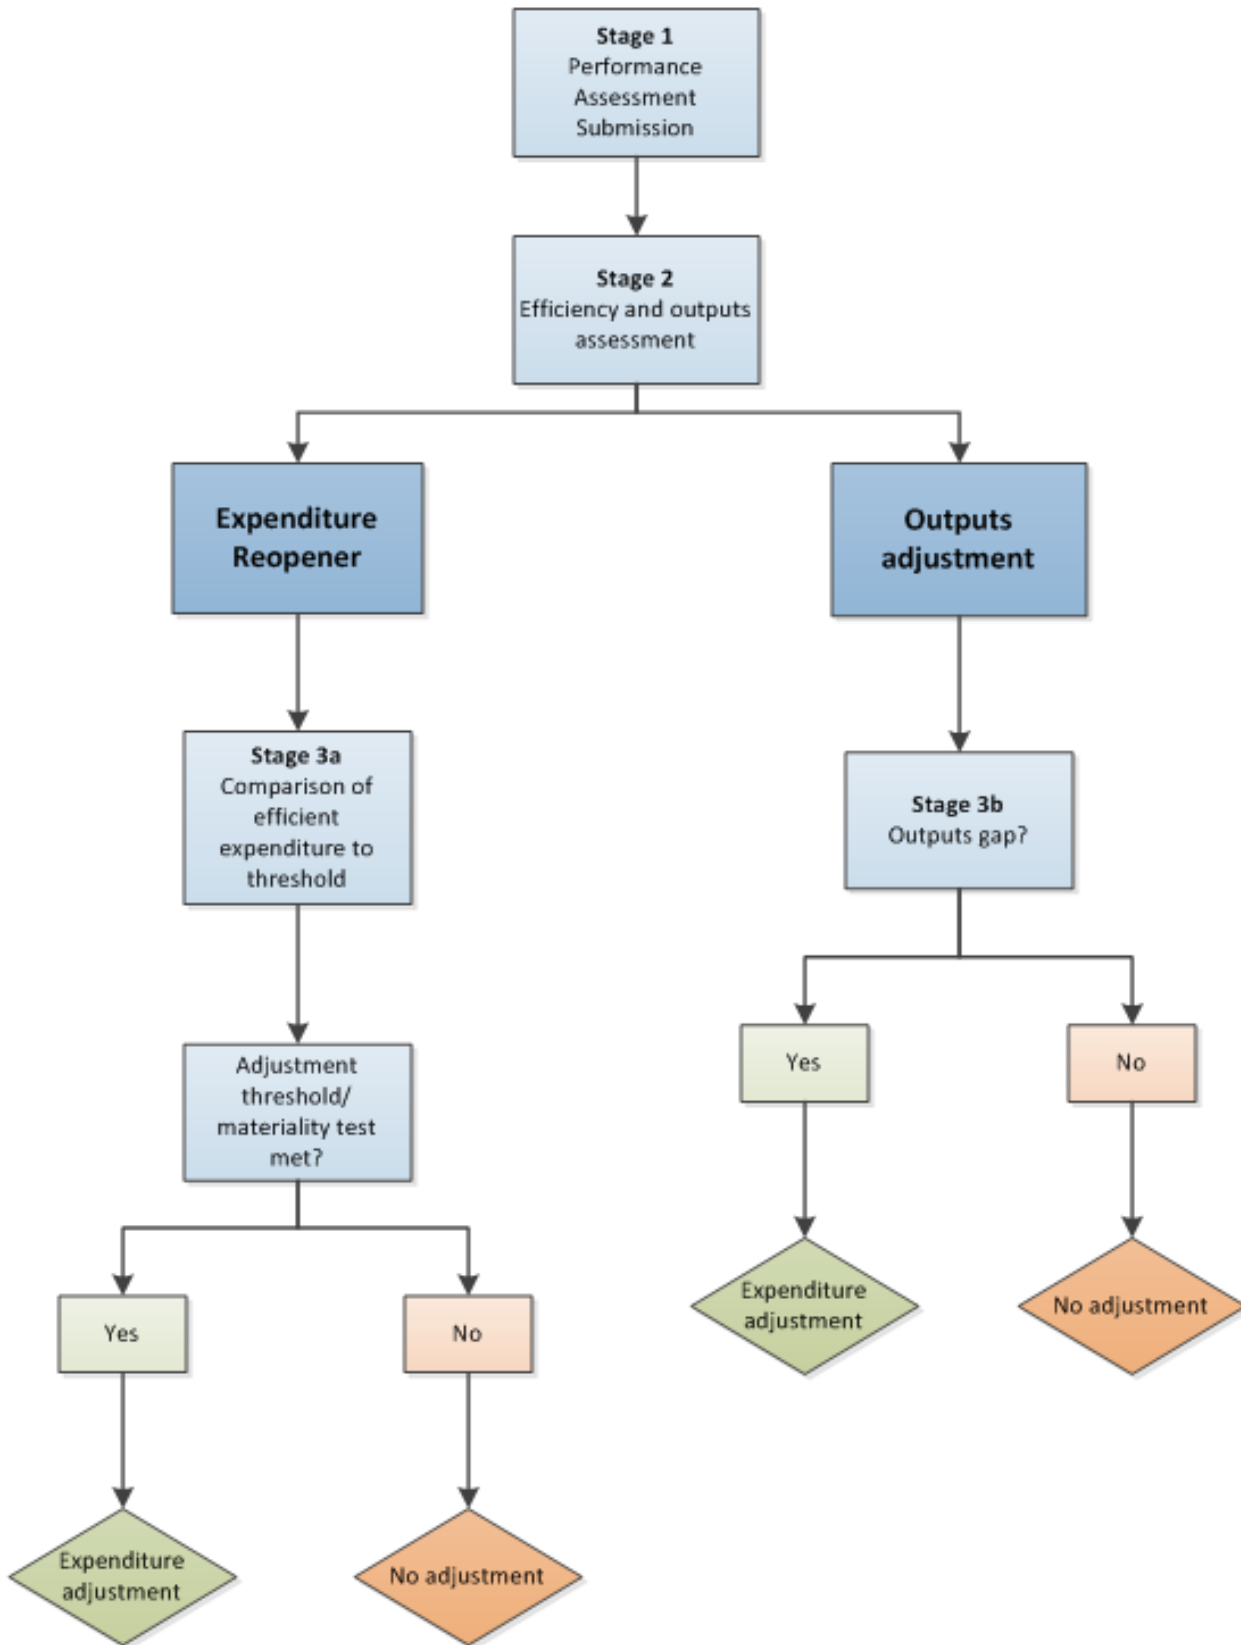 Stage 1
Performance
Assessment
Submission
Stage 2
Efficiency and outputs
assessment
Expenditure
Reopener
Outputs
adjustment
Stage 3a
Comparison of
efficient
expenditure to
threshold
Stage 3b
Outputs gap?
Adjustment
threshold/
materiality test
met?
Yes
No
Expenditure
adjustment
No adjustment
Yes
No
Expenditure
adjustment
No adjustment